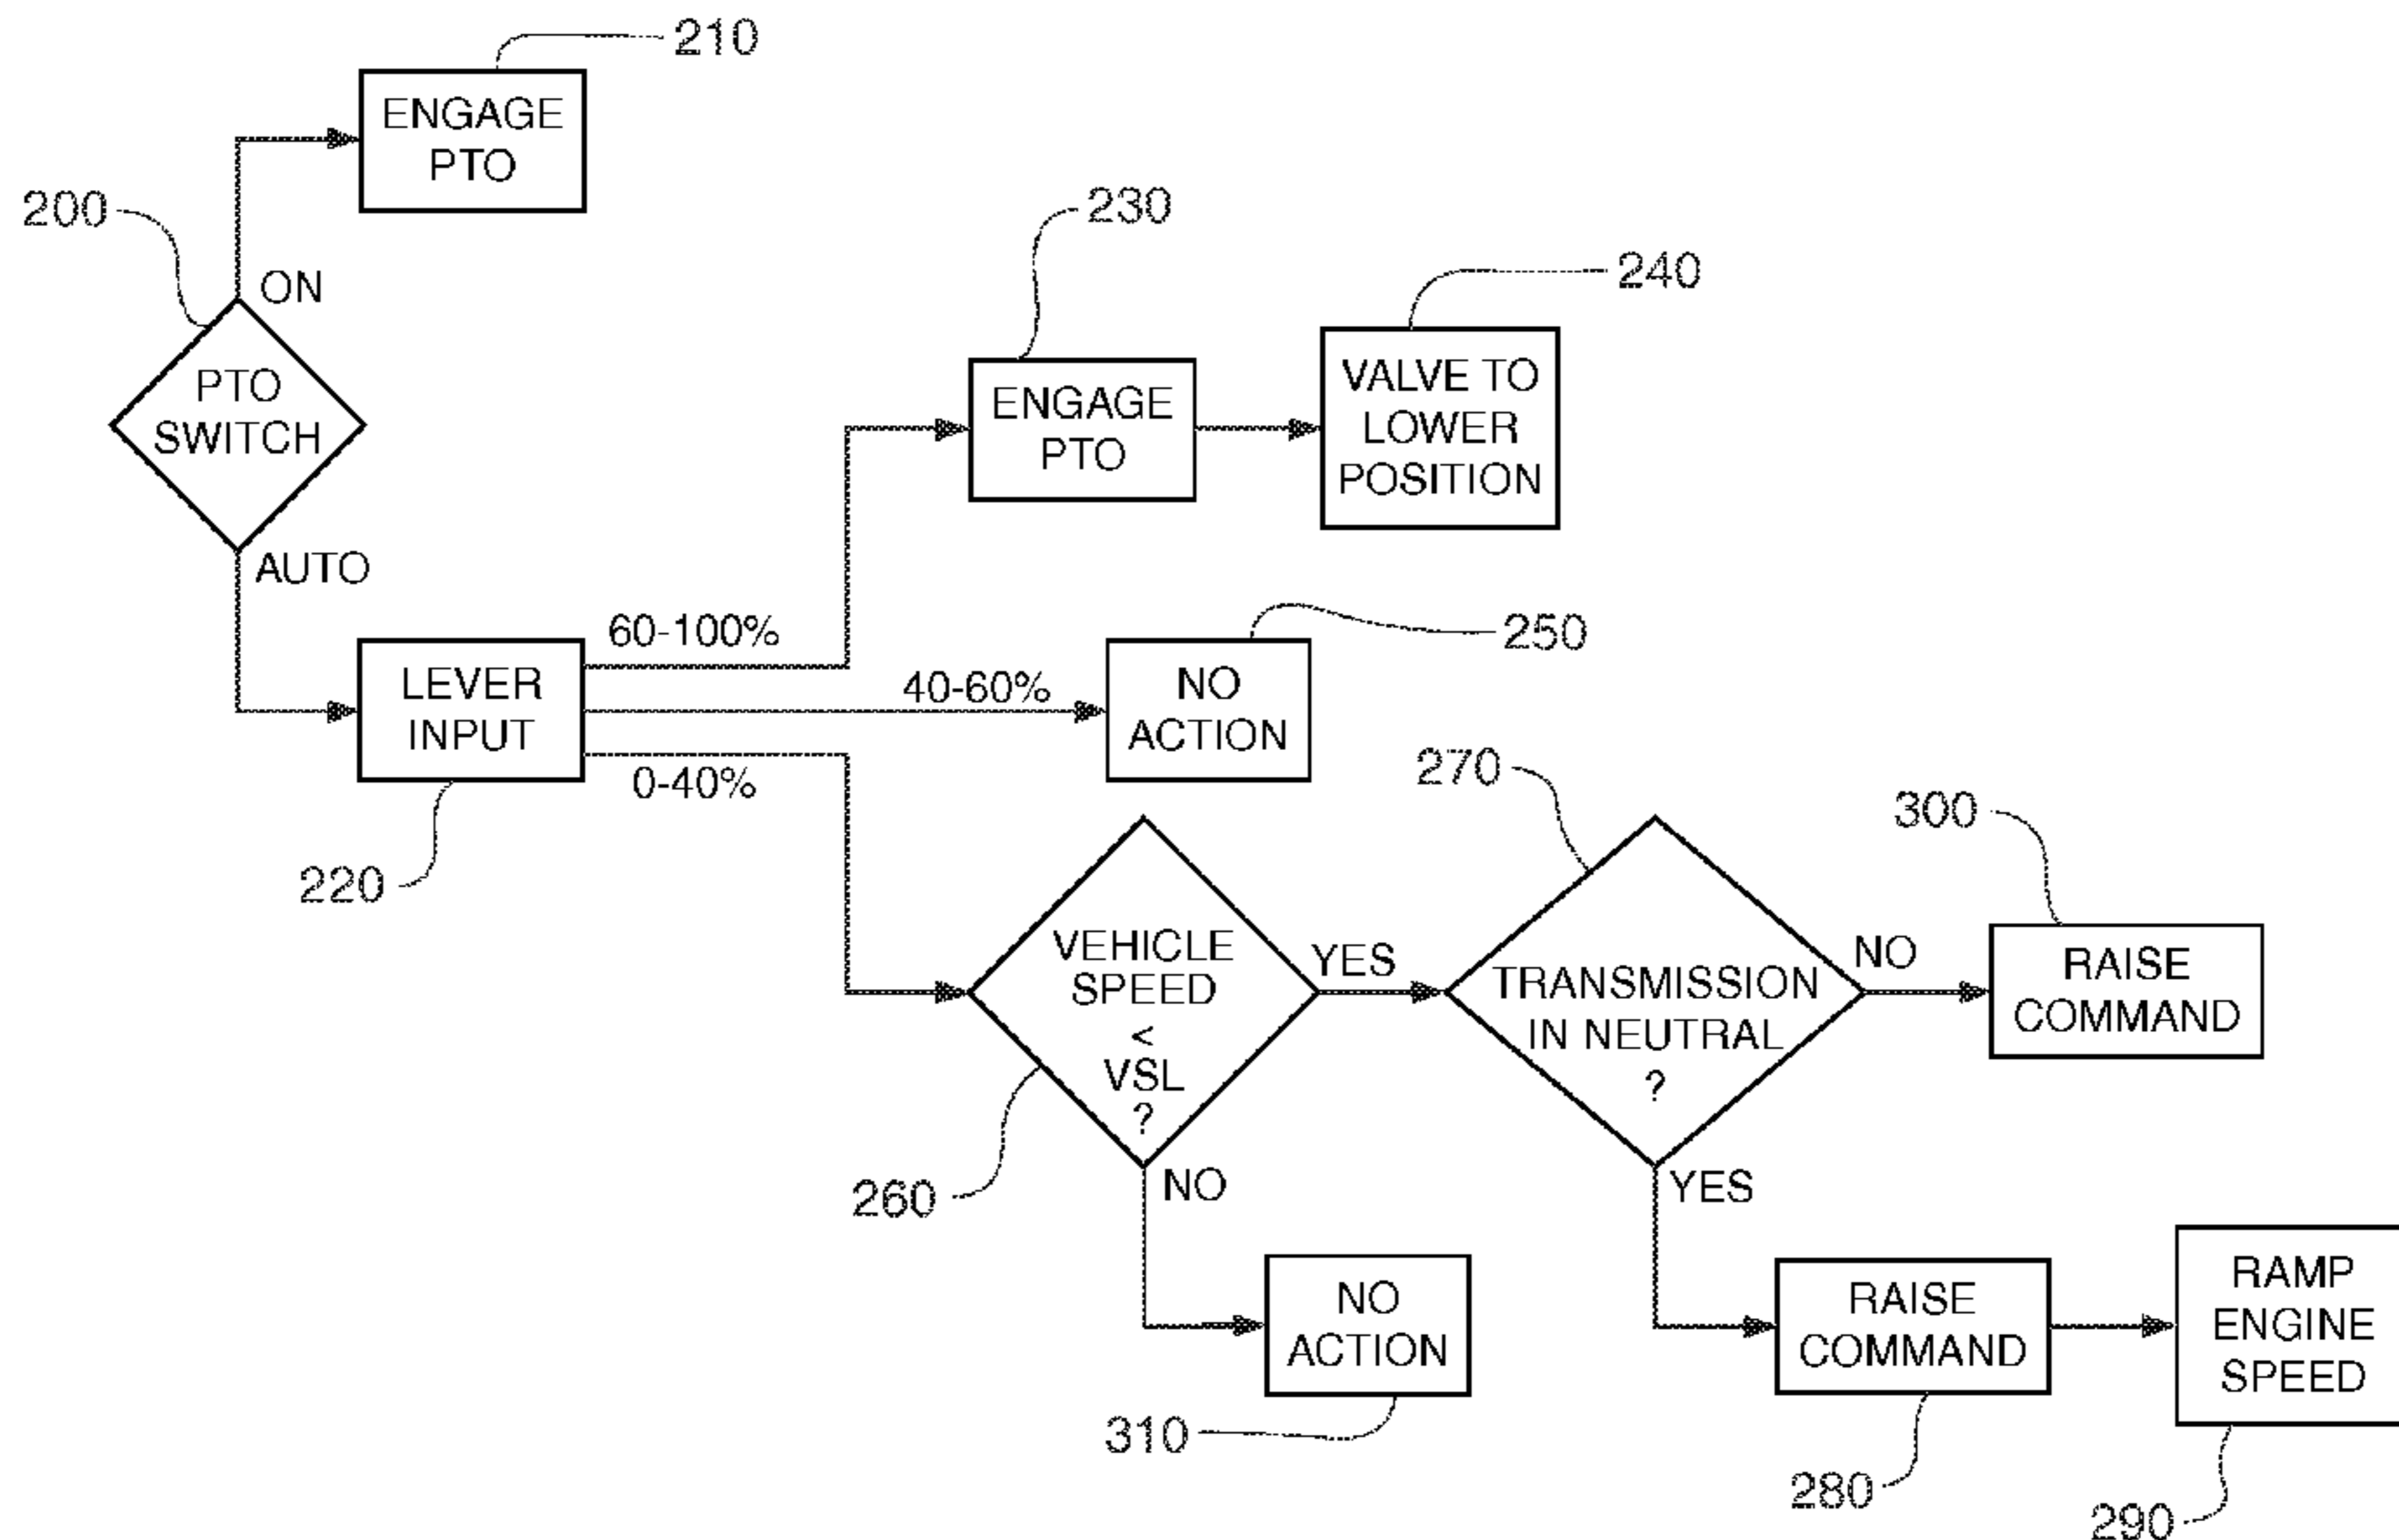 210
ENGAGE
PTO
200
ON
PTO
SWITCH
AUTO
230
ENGAGE
PTO
240
VALVE TO
LOWER
POSITION
60-100%
LEVER
INPUT
40-60%
250
NO
ACTION
0-40%
220
VEHICLE
SPEED
<
VSL
?
260
YES
NO
270
TRANSMISSION
IN NEUTRAL
?
NO
YES
300
RAISE
COMMAND
NO
ACTION
310
RAISE
COMMAND
280
RAMP
ENGINE
SPEED
290